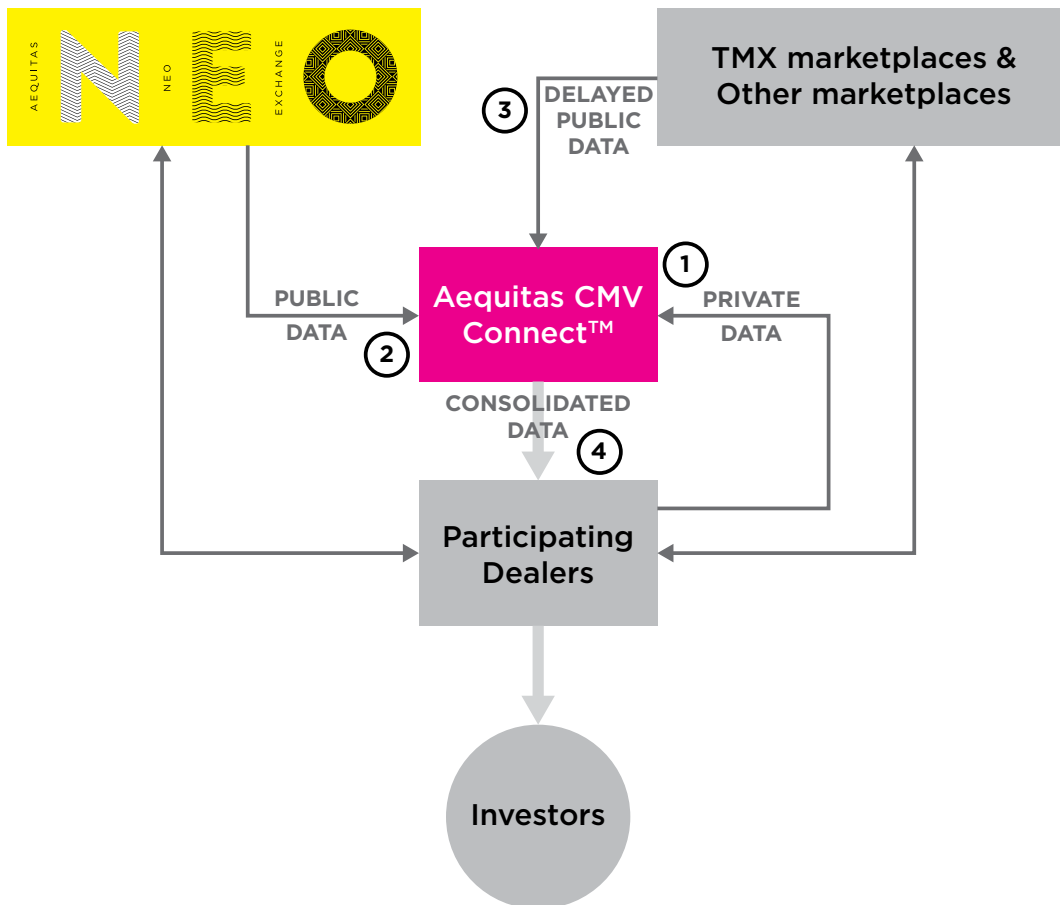 AEQUITAS
N
NEO
E
EXCHANGE
O
TMX marketplaces &
Other marketplaces
3
DELAYED
PUBLIC
DATA
1
Aequitas CMV
Connect™
PUBLIC
DATA
2
PRIVATE
DATA
CONSOLIDATED
DATA
4
Participating
Dealers
Investors